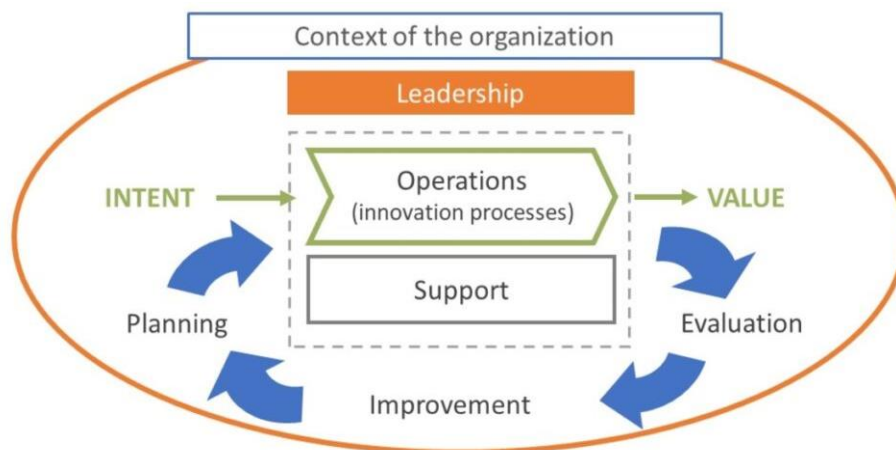 Context of the organization
Leadership
Operations
(innovation processes)
INTENT
VALUE
Support
Planning
Evaluation
Improvement